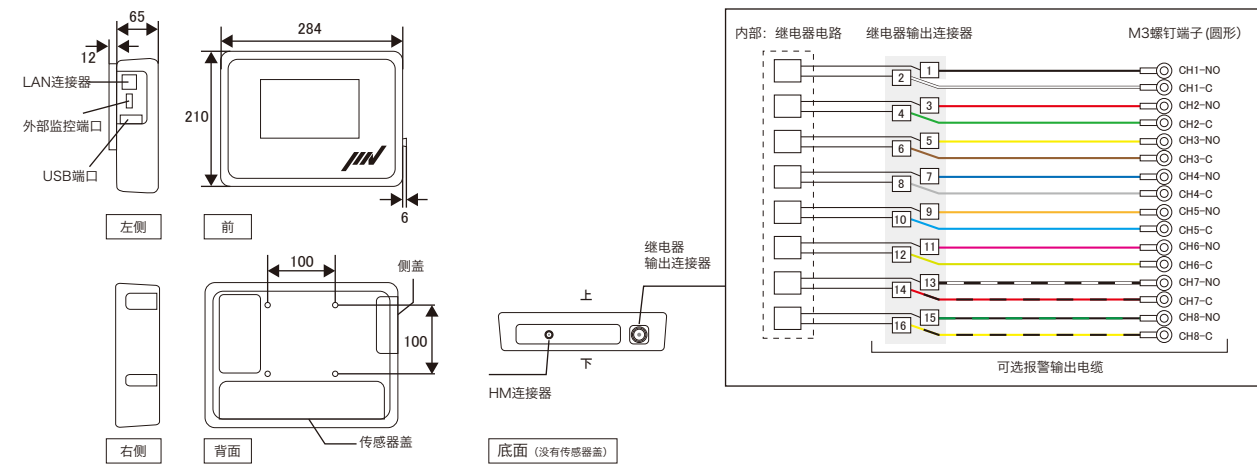 65
12
LAN连接器
外部监控端口
USB端口
左侧
284
210
6
前
右侧
100
侧盖
100
传感器盖
背面
上
下
HM连接器
继电器
输出连接器
底面（没有传感器盖）
内部：继电器电路
继电器输出连接器
M3螺钉端子(圆形)
1 CH1-NO
2 CH1-C
3 CH2-NO
4 CH2-C
5 CH3-NO
6 CH3-C
7 CH4-NO
8 CH4-C
9 CH5-NO
10 CH5-C
11 CH6-NO
12 CH6-C
13 CH7-NO
14 CH7-C
15 CH8-NO
16 CH8-C
可选报警输出电缆